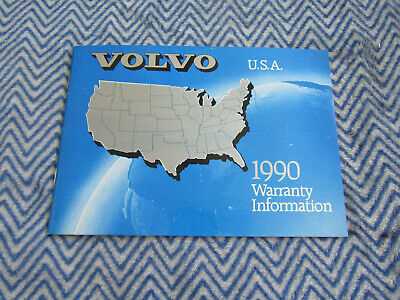 VOLVO
U.S.A.
1990
Warranty
Information